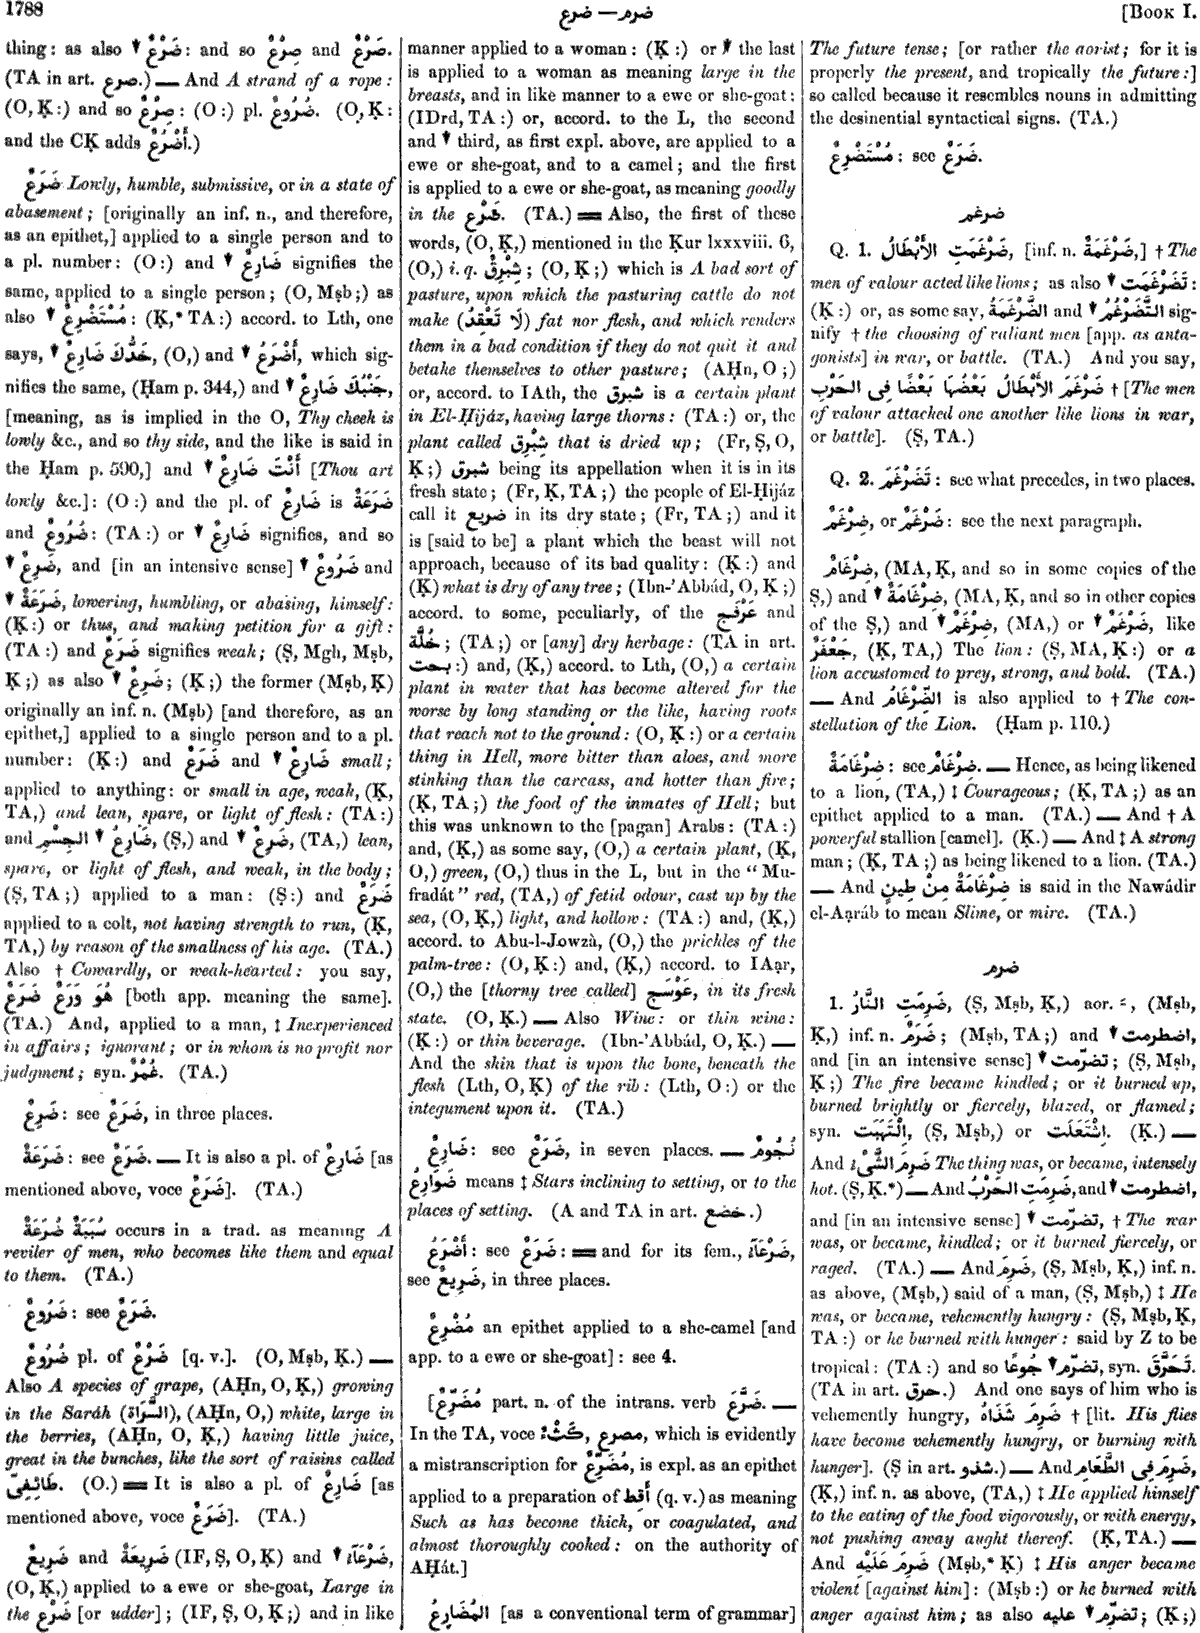 1788
ضرع — ضرم
[BOOK I.
thing: as also ▼ ضَرْعٌ: and so صِرْعٌ and صَرْعٌ.
(TA in art. صرع.) — And A strand of a rope:
(O, Ḳ:) and so صِرْعٌ: (O:) pl. ضُرُوعٌ. (O, Ḳ:
and the CḲ adds أَضْرُعٌ.)
ضَرَعٌ Lowly, humble, submissive, or in a state of
abasement; [originally an inf. n., and therefore,
as an epithet,] applied to a single person and to
a pl. number: (O:) and ▼ ضَارِعٌ signifies the
same, applied to a single person; (O, Mṣb;) as
also ▼ مُسْتَضْرِعٌ: (Ḳ,* TA:) accord. to Lth, one
says, ▼ خَدُّكَ ضَارِعٌ, (O,) and ▼ أَضْرَعُ, which sig-
nifies the same, (Ḥam p. 344,) and ▼ جَنْبُكَ ضَارِعٌ,
[meaning, as is implied in the O, Thy cheek is
lowly &c., and so thy side, and the like is said in
the Ḥam p. 590,] and ▼ أَنْتَ ضَارِعٌ [Thou art
lowly &c.]: (O:) and the pl. of ضَارِعٌ is ضَرَعَةٌ
and ضُرُوعٌ: (TA:) or ▼ ضَارِعٌ signifies, and so
▼ ضَرِعٌ, and [in an intensive sense] ▼ ضَرُوعٌ and
▼ ضَرَعَةٌ, lowering, humbling, or abasing, himself:
(Ḳ:) or thus, and making petition for a gift:
(TA:) and ضَرَعٌ signifies weak; (Ṣ, Mgh, Mṣb,
Ḳ;) as also ▼ ضَرِعٌ; (Ḳ;) the former (Mṣb, Ḳ)
originally an inf. n. (Mṣb) [and therefore, as an
epithet,] applied to a single person and to a pl.
number: (Ḳ:) and ضَرَعٌ and ▼ ضَارِعٌ small;
applied to anything: or small in age, weak, (Ḳ,
TA,) and lean, spare, or light of flesh: (TA:)
and ▼ ضَارِعُ الجِسْمِ, (Ṣ,) and ▼ ضَرِعٌ, (TA,) lean,
spare, or light of flesh, and weak, in the body;
(Ṣ, TA;) applied to a man: (Ṣ:) and ضَرَعٌ
applied to a colt, not having strength to run, (Ḳ,
TA,) by reason of the smallness of his age. (TA.)
Also † Cowardly, or weak-hearted: you say,
هُوَ وَرَعٌ ضَرَعٌ [both app. meaning the same].
(TA.) And, applied to a man, ‡ Inexperienced
in affairs; ignorant; or in whom is no profit nor
judgment; syn. غُمْرٌ. (TA.)
ضَرِعٌ: see ضَرَعٌ, in three places.
ضَرَعَةٌ: see ضَرَعٌ. — It is also a pl. of ضَارِعٌ [as
mentioned above, voce ضَرَعٌ]. (TA.)
سُبَبَةٌ ضُرَعَةٌ occurs in a trad. as meaning A
reviler of men, who becomes like them and equal
to them. (TA.)
ضَرُوعٌ: see ضَرَعٌ.
ضُرُوعٌ pl. of ضَرْعٌ [q. v.]. (O, Mṣb, Ḳ.) —
Also A species of grape, (AḤn, O, Ḳ,) growing
in the Saráh (السَّرَاة), (AḤn, O,) white, large in
the berries, (AḤn, O, Ḳ,) having little juice,
great in the bunches, like the sort of raisins called
طَائِفِىّ. (O.) = It is also a pl. of ضَارِعٌ [as
mentioned above, voce ضَرَعٌ]. (TA.)
ضَرِيعٌ and ضَرِيعَةٌ (IF, Ṣ, O, Ḳ) and ▼ ضَرْعَآءُ,
(O, Ḳ,) applied to a ewe or she-goat, Large in
the ضَرْع [or udder]; (IF, Ṣ, O, Ḳ;) and in like
manner applied to a woman: (Ḳ:) or ▼ the last
is applied to a woman as meaning large in the
breasts, and in like manner to a ewe or she-goat:
(IDrd, TA:) or, accord. to the L, the second
and ▼ third, as first expl. above, are applied to a
ewe or she-goat, and to a camel; and the first
is applied to a ewe or she-goat, as meaning goodly
in the ضَرْع. (TA.) = Also, the first of these
words, (O, Ḳ,) mentioned in the Ḳur lxxxviii. 6,
(O,) i. q. شِبْرِقٌ; (O, Ḳ;) which is A bad sort of
pasture, upon which the pasturing cattle do not
make (لَا تَعْقِدُ) fat nor flesh, and which renders
them in a bad condition if they do not quit it and
betake themselves to other pasture; (AḤn, O;)
or, accord. to IAth, the شبرق is a certain plant
in El-Ḥijáz, having large thorns: (TA:) or, the
plant called شِبْرِق that is dried up; (Fr, Ṣ, O,
Ḳ;) شبرق being its appellation when it is in its
fresh state; (Fr, Ḳ, TA;) the people of El-Ḥijáz
call it ضريع in its dry state; (Fr, TA;) and it
is [said to be] a plant which the beast will not
approach, because of its bad quality: (Ḳ:) and
(Ḳ) what is dry of any tree; (Ibn-'Abbád, O, Ḳ;)
accord. to some, peculiarly, of the عَرْفَج and
خُلَّة; (TA;) or [any] dry herbage: (TA in art.
بحت:) and, (Ḳ,) accord. to Lth, (O,) a certain
plant in water that has become altered for the
worse by long standing or the like, having roots
that reach not to the ground: (O, Ḳ:) or a certain
thing in Hell, more bitter than aloes, and more
stinking than the carcass, and hotter than fire;
(Ḳ, TA;) the food of the inmates of Hell; but
this was unknown to the [pagan] Arabs: (TA:)
and, (Ḳ,) as some say, (O,) a certain plant, (Ḳ,
O,) green, (O,) thus in the L, but in the "Mu-
fradát" red, (TA,) of fetid odour, cast up by the
sea, (O, Ḳ,) light, and hollow: (TA:) and, (Ḳ,)
accord. to Abu-l-Jowzà, (O,) the prickles of the
palm-tree: (O, Ḳ:) and, (Ḳ,) accord. to IAạr,
(O,) the [thorny tree called] عَوْسَج, in its fresh
state. (O, Ḳ.) — Also Wine: or thin wine:
(Ḳ:) or thin beverage. (Ibn-'Abbád, O, Ḳ.) —
And the skin that is upon the bone, beneath the
flesh (Lth, O, Ḳ) of the rib: (Lth, O:) or the
integument upon it. (TA.)
ضَارِعٌ: see ضَرَعٌ, in seven places. — نُجُومٌ
ضَوَارِعُ means ‡ Stars inclining to setting, or to the
places of setting. (A and TA in art. خضع.)
أَضْرَعُ: see ضَرَعٌ: = and for its fem., ضَرْعَآءُ,
see ضَرِيعٌ, in three places.
مُضْرِعٌ an epithet applied to a she-camel [and
app. to a ewe or she-goat]: see 4.
[مُضَرِّعٌ part. n. of the intrans. verb ضَرَّعَ. —
In the TA, voce كَثْءٌ, مصرع, which is evidently
a mistranscription for مُضَرِّعٌ, is expl. as an epithet
applied to a preparation of أَقِط (q. v.) as meaning
Such as has become thick, or coagulated, and
almost thoroughly cooked: on the authority of
AḤát.]
المُضَارِعُ [as a conventional term of grammar]
The future tense; [or rather the aorist; for it is
properly the present, and tropically the future:]
so called because it resembles nouns in admitting
the desinential syntactical signs. (TA.)
مُسْتَضْرِعٌ: see ضَرَعٌ.
ضرغم
Q. 1. ضَرْغَمَتِ الأَبْطَالُ, [inf. n. ضَرْغَمَةٌ,] † The
men of valour acted like lions; as also ▼ تَضَرْغَمَت:
(Ḳ:) or, as some say, الضَّرْغَمَةُ and ▼ التَّضَرْغُمُ sig-
nify † the choosing of valiant men [app. as anta-
gonists] in war, or battle. (TA.) And you say,
ضَرْغَمَ الأَبْطَالُ بَعْضُهَا بَعْضًا فِى الحَرْبِ † [The men
of valour attacked one another like lions in war,
or battle]. (Ṣ, TA.)
Q. 2. تَضَرْغَمَ: see what precedes, in two places.
ضِرْغَمٌ, or ضَرْغَمٌ: see the next paragraph.
ضِرْغَامٌ, (MA, Ḳ, and so in some copies of the
Ṣ,) and ▼ ضِرْغَامَةٌ, (MA, Ḳ, and so in other copies
of the Ṣ,) and ▼ ضِرْغَمٌ, (MA,) or ▼ ضَرْغَمٌ, like
جَعْفَرٌ, (Ḳ, TA,) The lion: (Ṣ, MA, Ḳ:) or a
lion accustomed to prey, strong, and bold. (TA.)
— And الضِّرْغَامُ is also applied to † The con-
stellation of the Lion. (Ḥam p. 110.)
ضِرْغَامَةٌ: see ضِرْغَامٌ. — Hence, as being likened
to a lion, (TA,) ‡ Courageous; (Ḳ, TA;) as an
epithet applied to a man. (TA.) — And † A
powerful stallion [camel]. (Ḳ.) — And ‡ A strong
man; (Ḳ, TA;) as being likened to a lion. (TA.)
— And ضِرْغَامَةٌ مِنْ طِينٍ is said in the Nawádir
el-Aạráb to mean Slime, or mire. (TA.)
ضرم
1. ضَرِمَتِ النَّارُ, (Ṣ, Mṣb, Ḳ,) aor. ـَ, (Mṣb,
Ḳ,) inf. n. ضَرَمٌ; (Mṣb, TA;) and ▼ اضطرمت,
and [in an intensive sense] ▼ تضرّمت; (Ṣ, Mṣb,
Ḳ;) The fire became kindled; or it burned up,
burned brightly or fiercely, blazed, or flamed;
syn. اِلْتَهَبَت, (Ṣ, Mṣb,) or اِشْتَعَلَت. (Ḳ.) —
And ضَرِمَ الشَّىْءُ The thing was, or became, intensely
hot. (Ṣ, Ḳ.*) — And ضَرِمَتِ الحَرْبُ, and ▼ اضطرمت,
and [in an intensive sense] ▼ تضرّمت, † The war
was, or became, kindled; or it burned fiercely, or
raged. (TA.) — And ضَرِمَ, (Ṣ, Mṣb, Ḳ,) inf. n.
as above, (Mṣb,) said of a man, (Ṣ, Mṣb,) ‡ He
was, or became, vehemently hungry: (Ṣ, Mṣb, Ḳ,
TA:) or he burned with hunger: said by Z to be
tropical: (TA:) and so ▼ تضرّم جُوعًا, syn. تَحَرَّقَ.
(TA in art. حرق.) And one says of him who is
vehemently hungry, ضَرِمَ شَذَاهُ † [lit. His flies
have become vehemently hungry, or burning with
hunger]. (Ṣ in art. شذو.) — And ضَرِمَ فِى الطَّعَامِ,
(Ḳ,) inf. n. as above, (TA,) ‡ He applied himself
to the eating of the food vigorously, or with energy,
not pushing away aught thereof. (Ḳ, TA.) —
And ضَرِمَ عَلَيْهِ (Mṣb,* Ḳ) ‡ His anger became
violent [against him]: (Mṣb:) or he burned with
anger against him; as also ▼ تضرّم عليه; (Ḳ;)